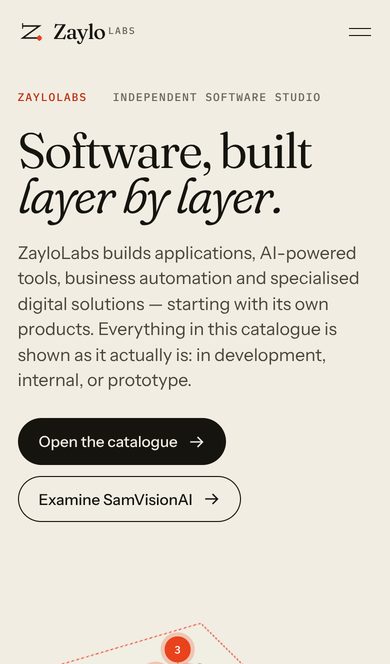 Zaylo LABS
ZAYLOLABS INDEPENDENT SOFTWARE STUDIO
Software, built
layer by layer.
ZayloLabs builds applications, AI-powered
tools, business automation and specialised
digital solutions — starting with its own
products. Everything in this catalogue is
shown as it actually is: in development,
internal, or prototype.
Open the catalogue →
Examine SamVisionAI →
3